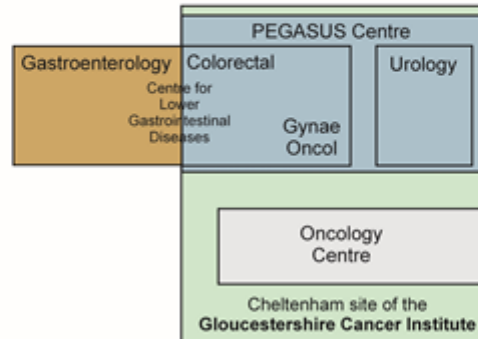 PEGASUS Centre
Gastroenterology
Colorectal
Urology
Centre for
Lower
Gastrointestinal
Diseases
Gynae
Oncol
Oncology
Centre
Cheltenham site of the
Gloucestershire Cancer Institute